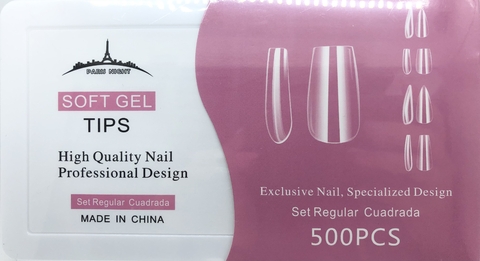 PARIS NIGHT
SOFT GEL
TIPS
High Quality Nail
Professional Design
Set Regular Cuadrada
MADE IN CHINA
Exclusive Nail, Specialized Design
Set Regular Cuadrada
500PCS